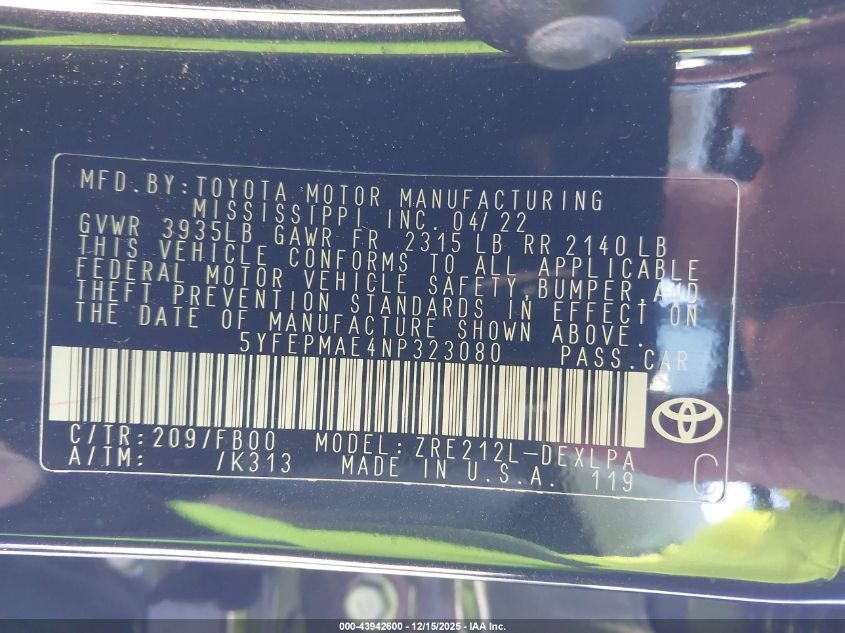 MFD.BY:TOYOTA MOTOR MANUFACTURING
MISSISSIPPI INC. 04/22
GVWR 3935LB GAWR FR 2315 LB RR 2140 LB
THIS VEHICLE CONFORMS TO ALL APPLICABLE
FEDERAL MOTOR VEHICLE SAFETY,BUMPER,AND
THEFT PREVENTION STANDARDS IN EFFECT ON
THE DATE OF MANUFACTURE SHOWN ABOVE.
5YFEPMAE4NP323080 PASS.CAR
C/TR:209/FB00 MODEL:ZRE212L-DEXLPA
A/TM: /K313 MADE IN U.S.A. 119
C
000-43942600 - 12/15/2025 - IAA Inc.